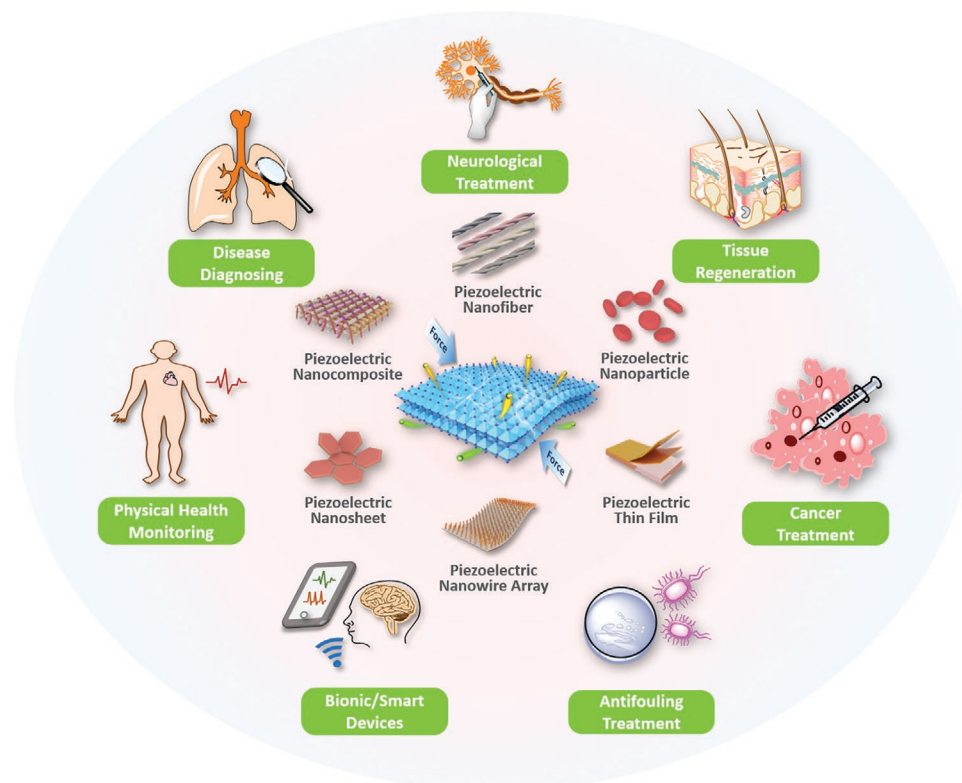 Neurological
Treatment
Disease
Diagnosing
Tissue
Regeneration
Piezoelectric
Nanofiber
Piezoelectric
Nanocomposite
Force
Piezoelectric
Nanoparticle
Physical Health
Monitoring
Piezoelectric
Nanosheet
Force
Piezoelectric
Thin Film
Cancer
Treatment
Piezoelectric
Nanowire Array
Bionic/Smart
Devices
Antifouling
Treatment